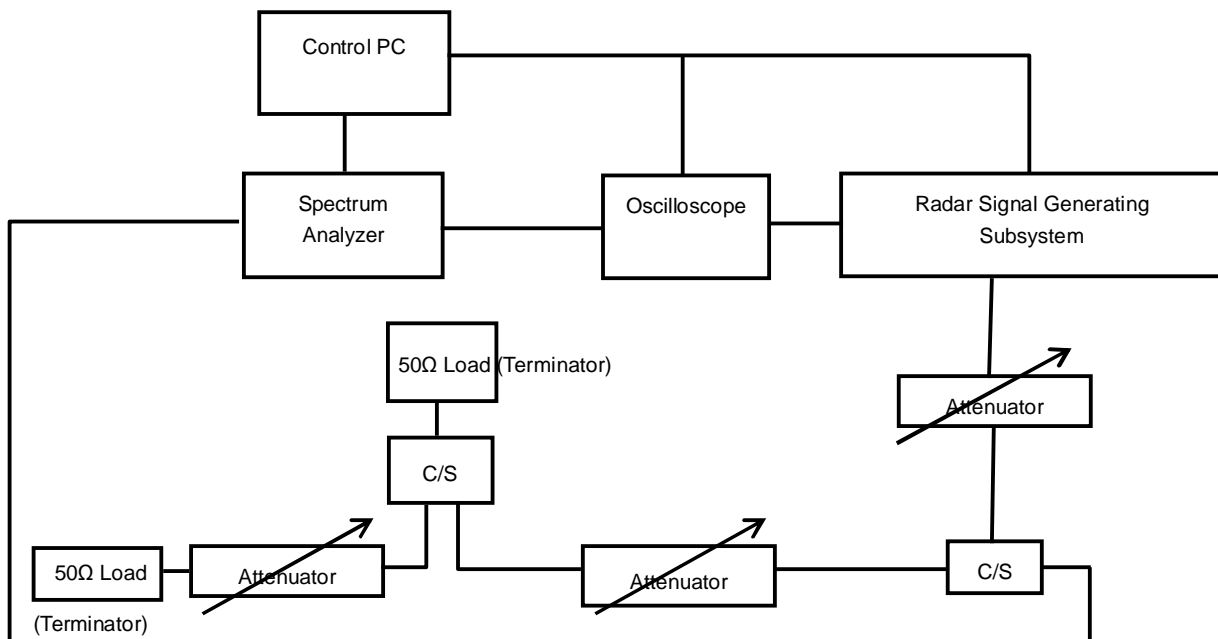 Control PC
Spectrum
Analyzer
Oscilloscope
Radar Signal Generating
Subsystem
50Ω Load (Terminator)
Attenuator
C/S
50Ω Load
(Terminator)
Attenuator
Attenuator
C/S